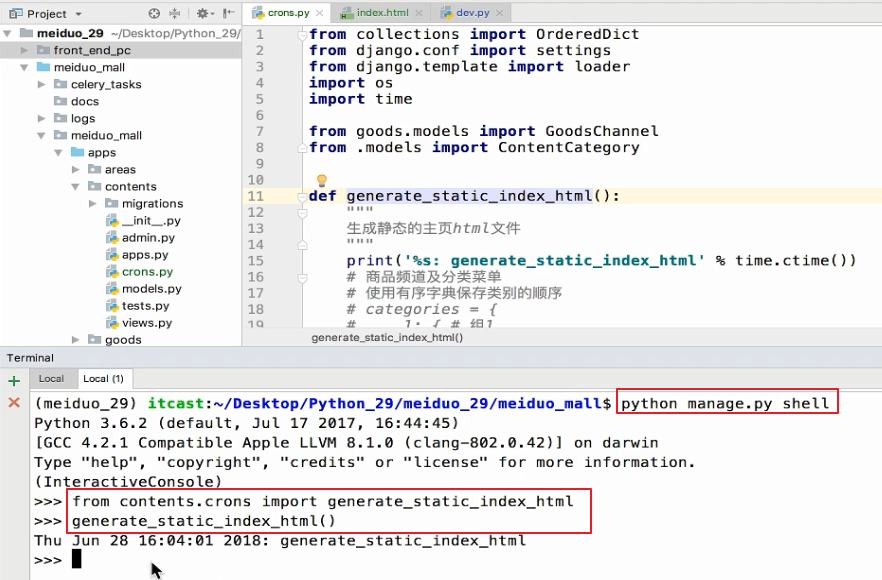 Project
crons.py
index.html
dev.py
meiduo_29 ~/Desktop/Python_29/
front_end_pc
meiduo_mall
celery_tasks
docs
logs
meiduo_mall
apps
areas
contents
migrations
__init__.py
admin.py
apps.py
crons.py
models.py
tests.py
views.py
goods
1 from collections import OrderedDict
2 from django.conf import settings
3 from django.template import loader
4 import os
5 import time
6
7 from goods.models import GoodsChannel
8 from .models import ContentCategory
9
10
11 def generate_static_index_html():
12 """
13 生成静态的主页html文件
14 """
15 print('%s: generate_static_index_html' % time.ctime())
16 # 商品频道及分类菜单
17 # 使用有序字典保存类别的顺序
18 # categories = {
19 # 1: { # 组1
generate_static_index_html()
Terminal
Local
Local (1)
(meiduo_29) itcast:~/Desktop/Python_29/meiduo_29/meiduo_mall$ python manage.py shell
Python 3.6.2 (default, Jul 17 2017, 16:44:45)
[GCC 4.2.1 Compatible Apple LLVM 8.1.0 (clang-802.0.42)] on darwin
Type "help", "copyright", "credits" or "license" for more information.
(InteractiveConsole)
>>> from contents.crons import generate_static_index_html
>>> generate_static_index_html()
Thu Jun 28 16:04:01 2018: generate_static_index_html
>>>